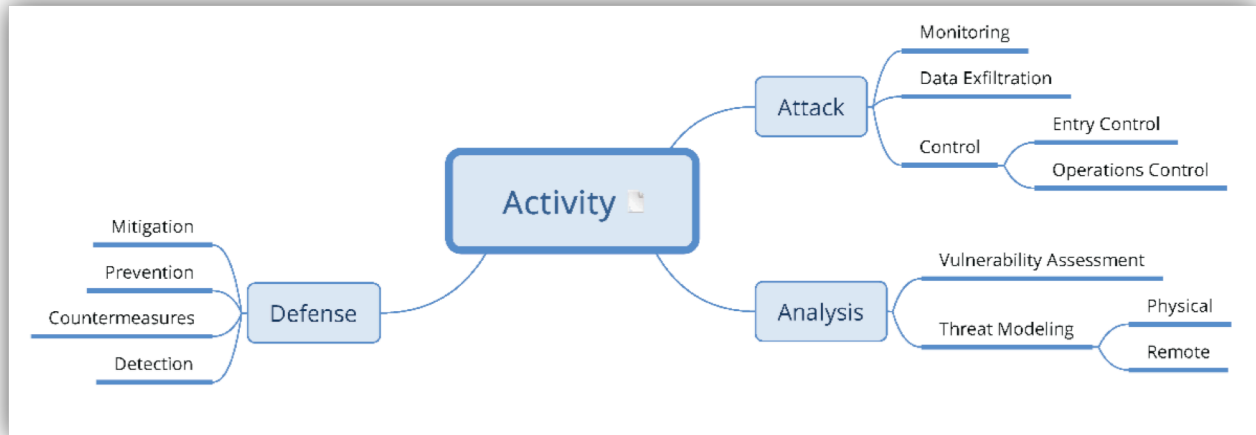 Activity
Attack
Monitoring
Data Exfiltration
Control
Entry Control
Operations Control
Analysis
Vulnerability Assessment
Threat Modeling
Physical
Remote
Defense
Mitigation
Prevention
Countermeasures
Detection